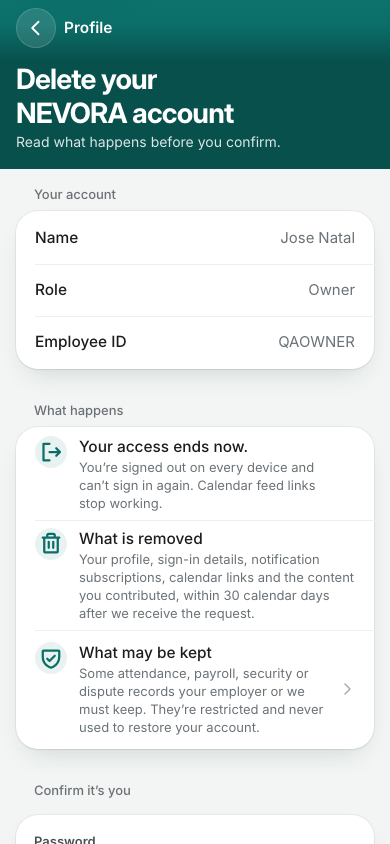 Profile
Delete your
NEVORA account
Read what happens before you confirm.
Your account
Name
Jose Natal
Role
Owner
Employee ID
QAOWNER
What happens
Your access ends now.
You’re signed out on every device and
can’t sign in again. Calendar feed links
stop working.
What is removed
Your profile, sign-in details, notification
subscriptions, calendar links and the content
you contributed, within 30 calendar days
after we receive the request.
What may be kept
Some attendance, payroll, security or
dispute records your employer or we
must keep. They’re restricted and never
used to restore your account.
Confirm it’s you
Password